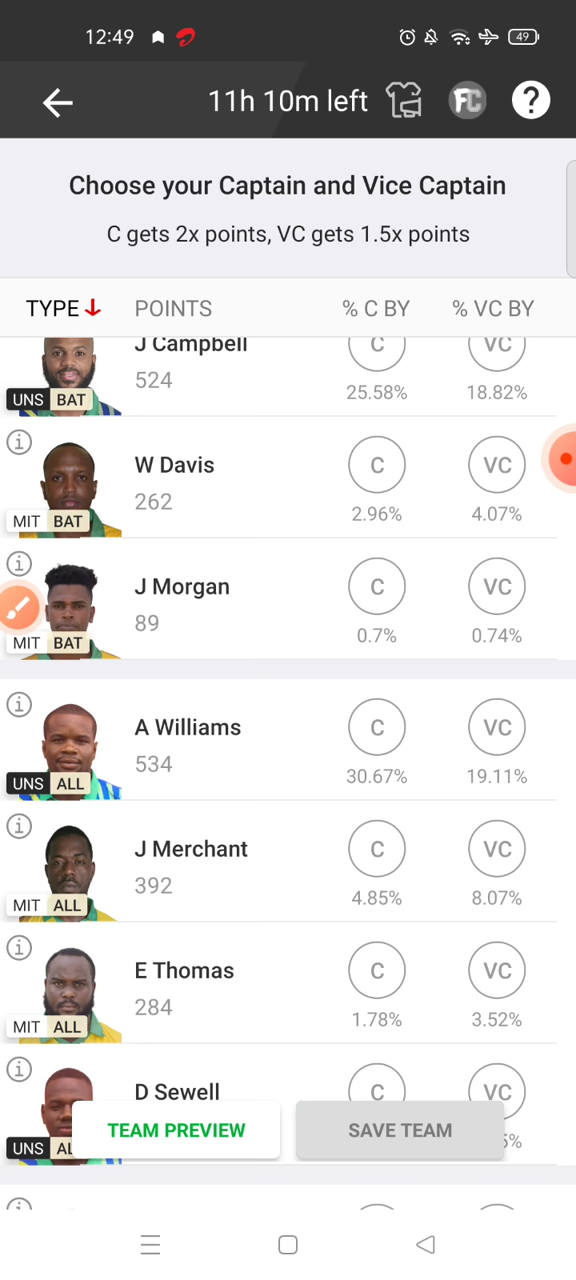 12:49
49
11h 10m left
FC
?
Choose your Captain and Vice Captain
C gets 2x points, VC gets 1.5x points
TYPE POINTS % C BY % VC BY
J Campbell
C VC
524
25.58% 18.82%
UNS BAT
W Davis
C VC
262
2.96% 4.07%
MIT BAT
J Morgan
C VC
89
0.7% 0.74%
MIT BAT
A Williams
C VC
534
30.67% 19.11%
UNS ALL
J Merchant
C VC
392
4.85% 8.07%
MIT ALL
E Thomas
C VC
284
1.78% 3.52%
MIT ALL
D Sewell
C VC
TEAM PREVIEW SAVE TEAM
UNS